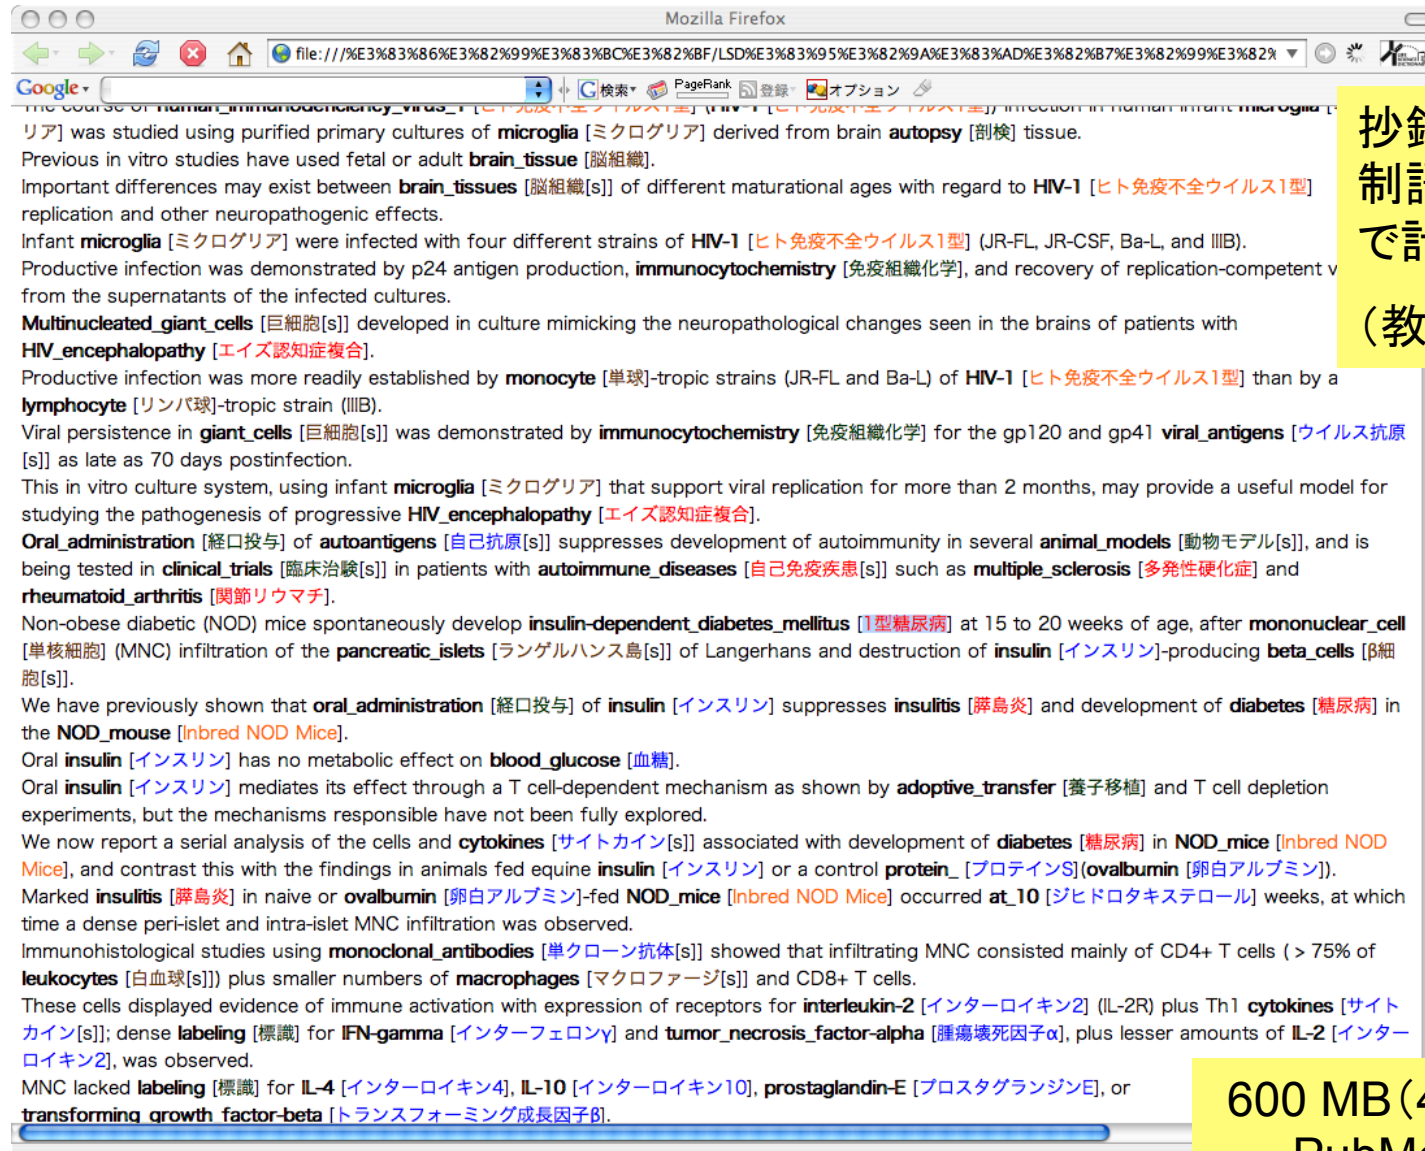 Mozilla Firefox
file:///%E3%83%86%E3%82%99%E3%83%BC%E3%82%BF/LSD%E3%83%95%E3%82%9A%E3%83%AD%E3%82%B7%E3%82%99%E3%82%
Google
検索 PageRank 登録 オプション
The course of human_immunodeficiency_virus_1 [ヒト免疫不全ウイルス1型] (HIV-1 [ヒト免疫不全ウイルス1型]) infection in human infant microglia [
リア] was studied using purified primary cultures of microglia [ミクログリア] derived from brain autopsy [剖検] tissue.
Previous in vitro studies have used fetal or adult brain_tissue [脳組織].
Important differences may exist between brain_tissues [脳組織[s]] of different maturational ages with regard to HIV-1 [ヒト免疫不全ウイルス1型]
replication and other neuropathogenic effects.
Infant microglia [ミクログリア] were infected with four different strains of HIV-1 [ヒト免疫不全ウイルス1型] (JR-FL, JR-CSF, Ba-L, and IIIB).
Productive infection was demonstrated by p24 antigen production, immunocytochemistry [免疫組織化学], and recovery of replication-competent v
from the supernatants of the infected cultures.
Multinucleated_giant_cells [巨細胞[s]] developed in culture mimicking the neuropathological changes seen in the brains of patients with
HIV_encephalopathy [エイズ認知症複合].
Productive infection was more readily established by monocyte [単球]-tropic strains (JR-FL and Ba-L) of HIV-1 [ヒト免疫不全ウイルス1型] than by a
lymphocyte [リンパ球]-tropic strain (IIIB).
Viral persistence in giant_cells [巨細胞[s]] was demonstrated by immunocytochemistry [免疫組織化学] for the gp120 and gp41 viral_antigens [ウイルス抗原
[s]] as late as 70 days postinfection.
This in vitro culture system, using infant microglia [ミクログリア] that support viral replication for more than 2 months, may provide a useful model for
studying the pathogenesis of progressive HIV_encephalopathy [エイズ認知症複合].
Oral_administration [経口投与] of autoantigens [自己抗原[s]] suppresses development of autoimmunity in several animal_models [動物モデル[s]], and is
being tested in clinical_trials [臨床治験[s]] in patients with autoimmune_diseases [自己免疫疾患[s]] such as multiple_sclerosis [多発性硬化症] and
rheumatoid_arthritis [関節リウマチ].
Non-obese diabetic (NOD) mice spontaneously develop insulin-dependent_diabetes_mellitus [1型糖尿病] at 15 to 20 weeks of age, after mononuclear_cell
[単核細胞] (MNC) infiltration of the pancreatic_islets [ランゲルハンス島[s]] of Langerhans and destruction of insulin [インスリン]-producing beta_cells [β細
胞[s]].
We have previously shown that oral_administration [経口投与] of insulin [インスリン] suppresses insulitis [膵島炎] and development of diabetes [糖尿病] in
the NOD_mouse [Inbred NOD Mice].
Oral insulin [インスリン] has no metabolic effect on blood_glucose [血糖].
Oral insulin [インスリン] mediates its effect through a T cell-dependent mechanism as shown by adoptive_transfer [養子移植] and T cell depletion
experiments, but the mechanisms responsible have not been fully explored.
We now report a serial analysis of the cells and cytokines [サイトカイン[s]] associated with development of diabetes [糖尿病] in NOD_mice [Inbred NOD
Mice], and contrast this with the findings in animals fed equine insulin [インスリン] or a control protein_ [プロテインS](ovalbumin [卵白アルブミン]).
Marked insulitis [膵島炎] in naive or ovalbumin [卵白アルブミン]-fed NOD_mice [Inbred NOD Mice] occurred at_10 [ジヒドロタキステロール] weeks, at which
time a dense peri-islet and intra-islet MNC infiltration was observed.
Immunohistological studies using monoclonal_antibodies [単クローン抗体[s]] showed that infiltrating MNC consisted mainly of CD4+ T cells ( > 75% of
leukocytes [白血球[s]]) plus smaller numbers of macrophages [マクロファージ[s]] and CD8+ T cells.
These cells displayed evidence of immune activation with expression of receptors for interleukin-2 [インターロイキン2] (IL-2R) plus Th1 cytokines [サイト
カイン[s]]; dense labeling [標識] for IFN-gamma [インターフェロンγ] and tumor_necrosis_factor-alpha [腫瘍壊死因子α], plus lesser amounts of IL-2 [インター
ロイキン2], was observed.
MNC lacked labeling [標識] for IL-4 [インターロイキン4], IL-10 [インターロイキン10], prostaglandin-E [プロスタグランジンE], or
transforming_growth_factor-beta [トランスフォーミング成長因子β].
抄
制
で
(教
600 MB(4
PubM